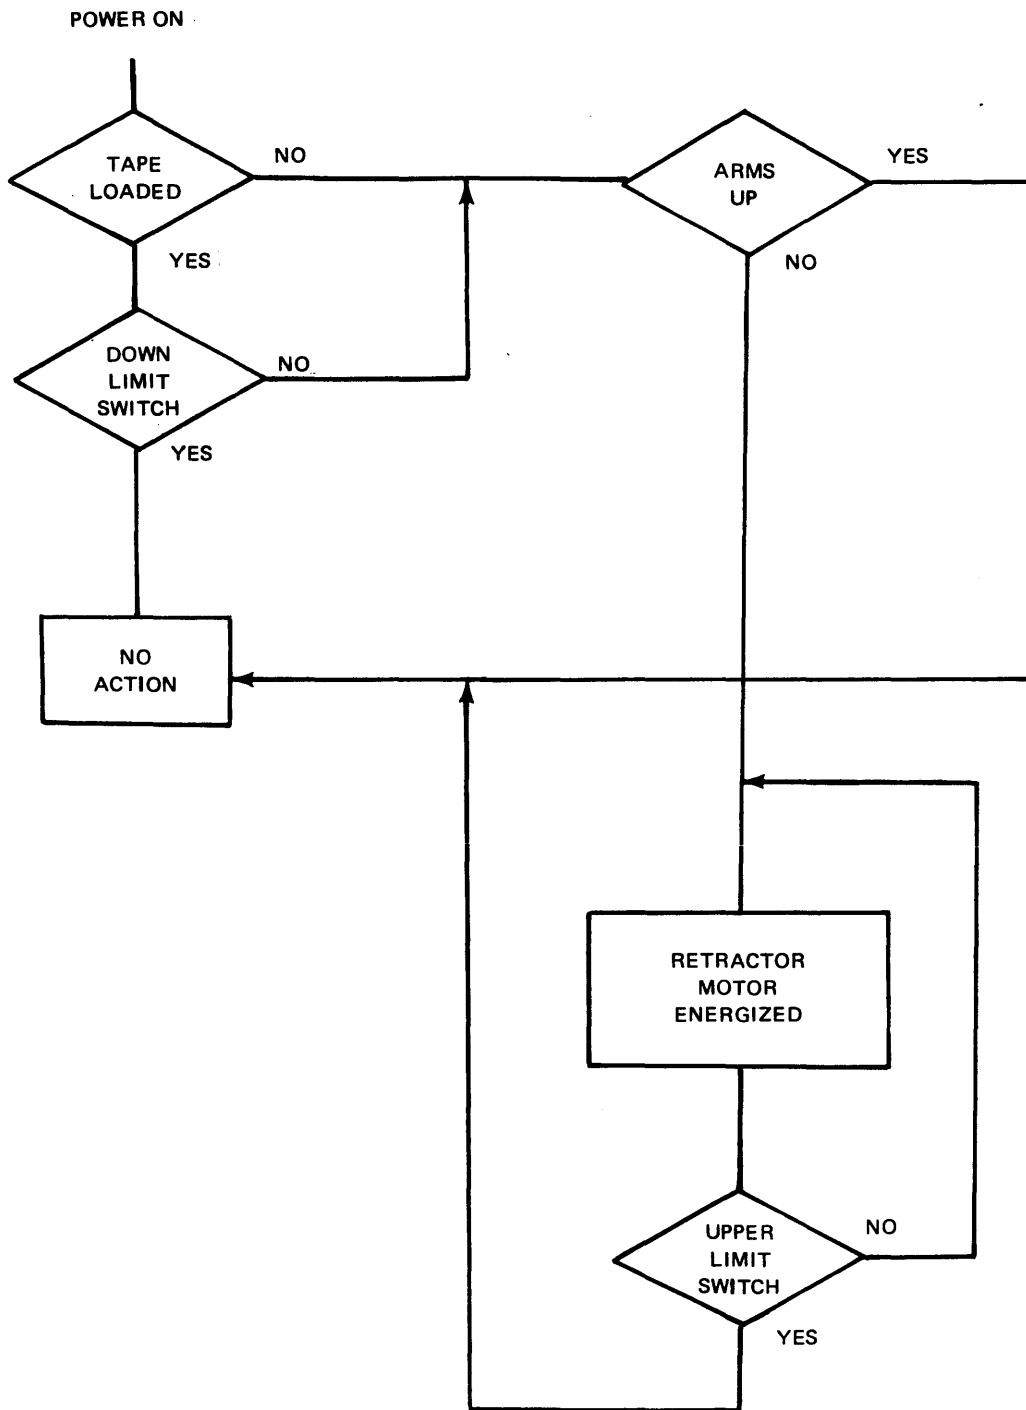 POWER ON
TAPE
LOADED
NO
YES
ARMS
UP
YES
NO
DOWN
LIMIT
SWITCH
NO
YES
NO
ACTION
RETRACTOR
MOTOR
ENERGIZED
UPPER
LIMIT
SWITCH
NO
YES